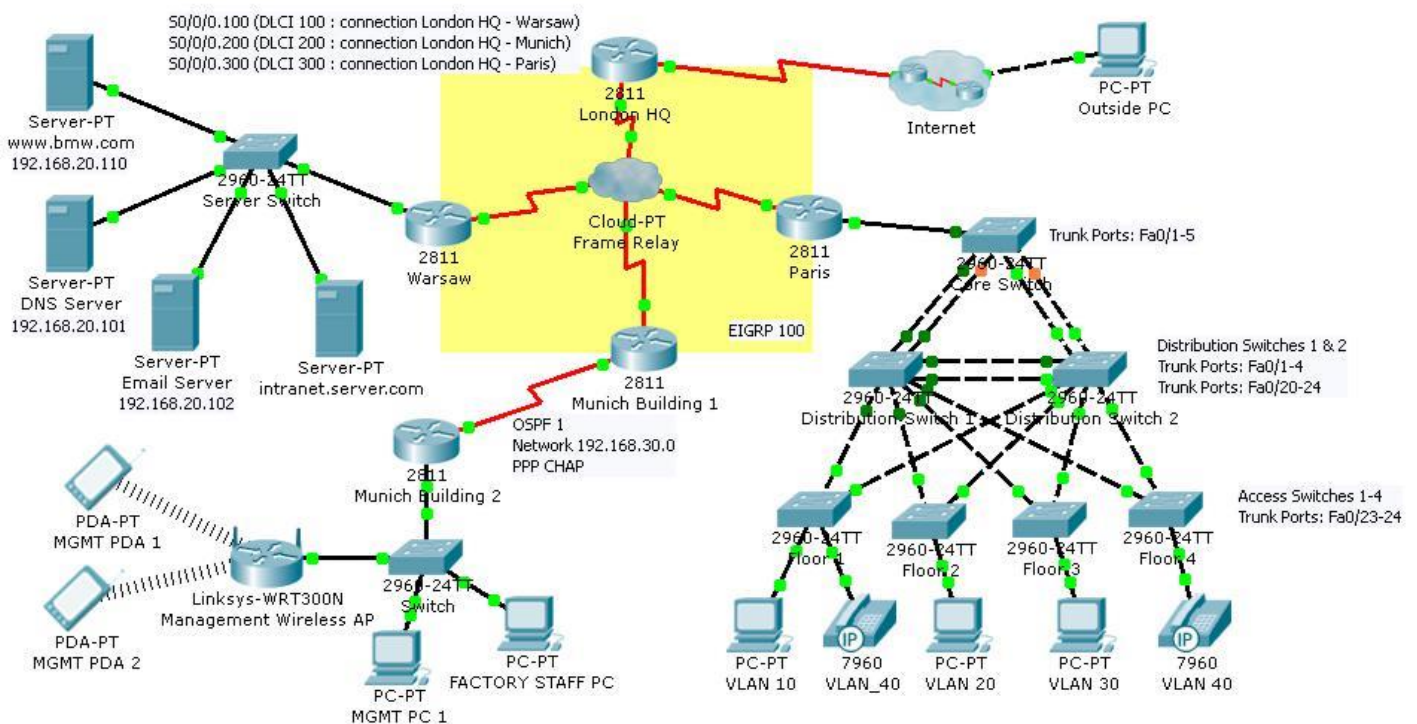 S0/0/0.100 (DLCI 100 : connection London HQ - Warsaw)
S0/0/0.200 (DLCI 200 : connection London HQ - Munich)
S0/0/0.300 (DLCI 300 : connection London HQ - Paris)
2811
London HQ
Internet
PC-PT
Outside PC
Server-PT
www.bmw.com
192.168.20.110
2960-24TT
Server Switch
Server-PT
DNS Server
192.168.20.101
Server-PT
Email Server
192.168.20.102
Server-PT
intranet.server.com
2811
Warsaw
Cloud-PT
Frame Relay
2811
Paris
EIGRP 100
2811
Munich Building 1
Trunk Ports: Fa0/1-5
2960-24TT
Core Switch
Distribution Switches 1 & 2
Trunk Ports: Fa0/1-4
Trunk Ports: Fa0/20-24
2960-24TT
Distribution Switch 1
2960-24TT
Distribution Switch 2
OSPF 1
Network 192.168.30.0
PPP CHAP
2811
Munich Building 2
PDA-PT
MGMT PDA 1
PDA-PT
MGMT PDA 2
Linksys-WRT300N
Management Wireless AP
2960-24TT
Switch
PC-PT
MGMT PC 1
PC-PT
FACTORY STAFF PC
Access Switches 1-4
Trunk Ports: Fa0/23-24
2960-24TT
Floor 1
2960-24TT
Floor 2
2960-24TT
Floor 3
2960-24TT
Floor 4
PC-PT
VLAN 10
IP
7960
VLAN_40
PC-PT
VLAN 20
PC-PT
VLAN 30
IP
7960
VLAN 40